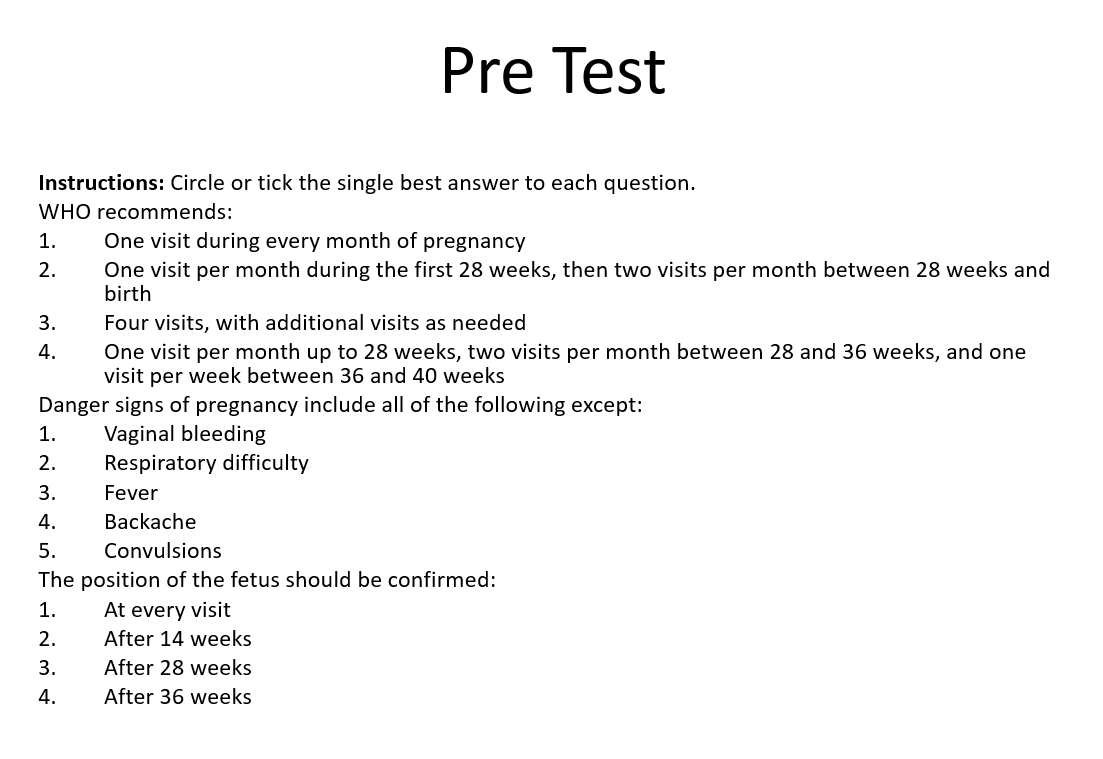 Pre Test
Instructions: Circle or tick the single best answer to each question.
WHO recommends:
1. One visit during every month of pregnancy
2. One visit per month during the first 28 weeks, then two visits per month between 28 weeks and
birth
3. Four visits, with additional visits as needed
4. One visit per month up to 28 weeks, two visits per month between 28 and 36 weeks, and one
visit per week between 36 and 40 weeks
Danger signs of pregnancy include all of the following except:
1. Vaginal bleeding
2. Respiratory difficulty
3. Fever
4. Backache
5. Convulsions
The position of the fetus should be confirmed:
1. At every visit
2. After 14 weeks
3. After 28 weeks
4. After 36 weeks